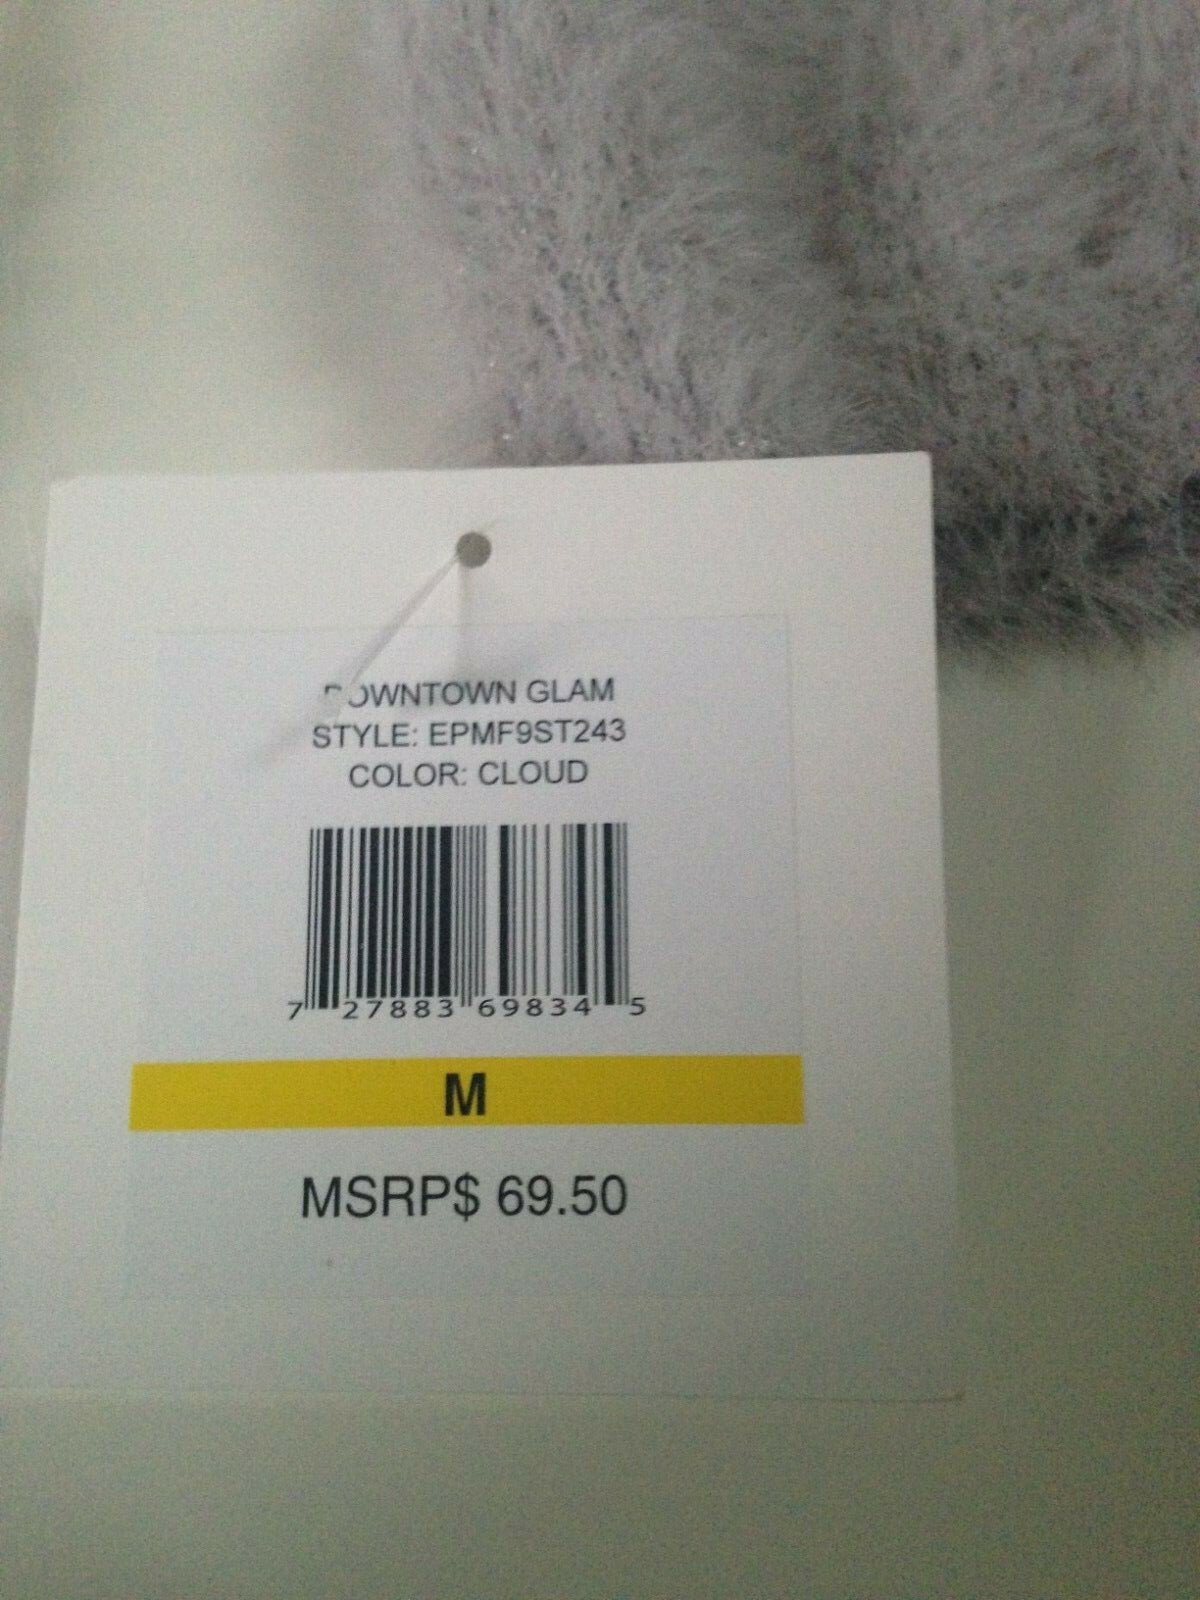 DOWNTOWN GLAM
STYLE: EPMF9ST243
COLOR: CLOUD
7 27883 69834 5
M
MSRP$ 69.50